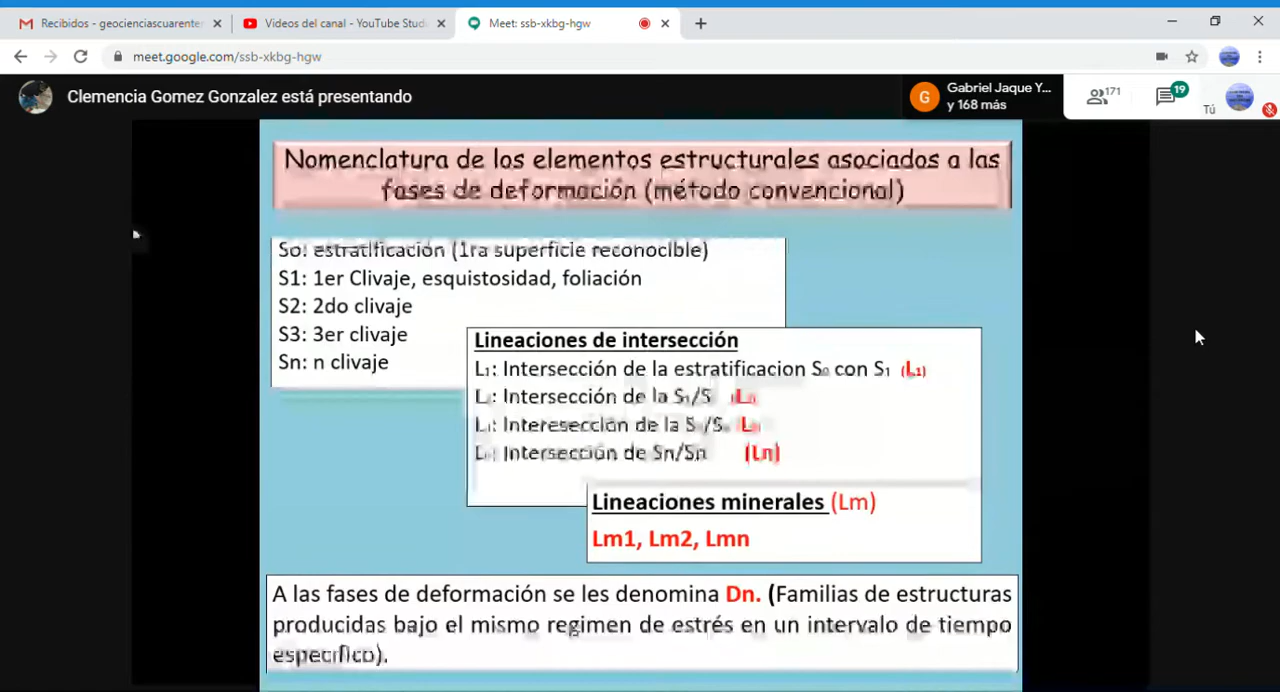 Recibidos - geocienciascuarente
Videos del canal - YouTube Stud
Meet: ssb-xkbg-hgw
meet.google.com/ssb-xkbg-hgw
Clemencia Gomez Gonzalez está presentando
G
Gabriel Jaque Y...
y 168 más
171
19
Tú
Nomenclatura de los elementos estructurales asociados a las
fases de deformación (método convencional)
So: estratificación (1ra superficie reconocible)
S1: 1er Clivaje, esquistosidad, foliación
S2: 2do clivaje
S3: 3er clivaje
Sn: n clivaje
Lineaciones de intersección
L₁: Intersección de la estratificacion S₀ con S₁ (L₁)
Intersección de la
Interesección de la
Intersección de Sn/Sn (Ln)
Lineaciones minerales (Lm)
Lm1, Lm2, Lmn
A las fases de deformación se les denomina Dn. (Familias de estructuras
producidas bajo el mismo regimen de estrés en un intervalo de tiempo
especifico).